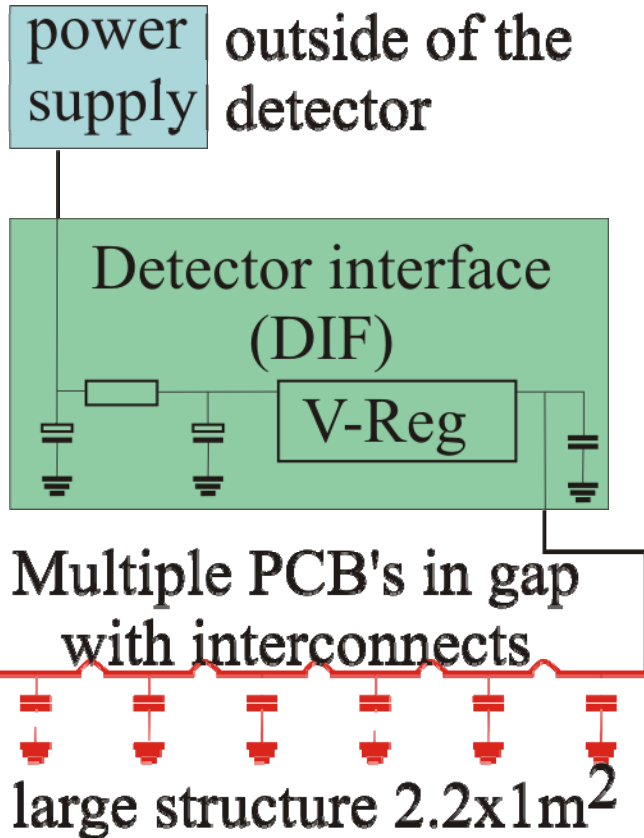 power
supply
outside of the
detector
Detector interface
(DIF)
V-Reg
Multiple PCB's in gap
with interconnects
large structure 2.2x1m²